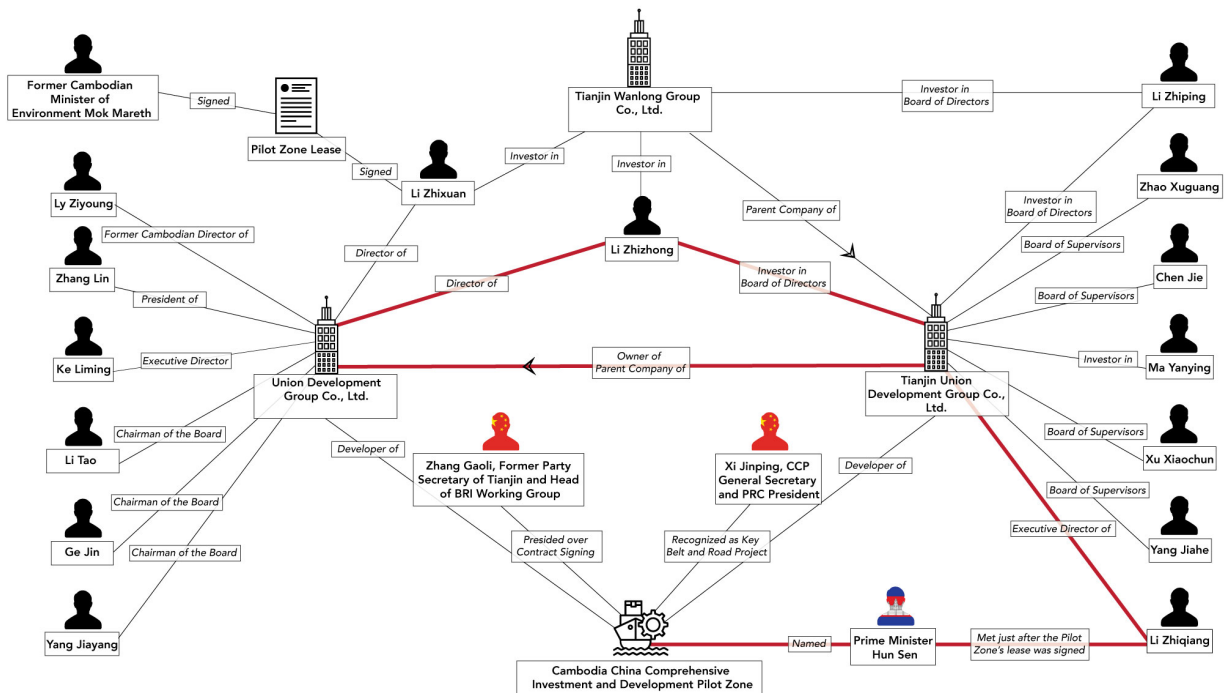 Former Cambodian
Minister of
Environment Mok Mareth
Signed
Pilot Zone Lease
Signed
Li Zhixuan
Investor in
Tianjin Wanlong Group
Co., Ltd.
Investor in
Board of Directors
Li Zhiping
Investor in
Parent Company of
Li Zhizhong
Ly Ziyoung
Former Cambodian Director of
Director of
Zhang Lin
President of
Director of
Investor in
Board of Directors
Investor in
Board of Directors
Zhao Xuguang
Board of Supervisors
Chen Jie
Board of Supervisors
Ke Liming
Executive Director
Union Development
Group Co., Ltd.
Owner of
Parent Company of
Tianjin Union
Development Group Co.,
Ltd.
Investor in
Ma Yanying
Li Tao
Chairman of the Board
Developer of
Zhang Gaoli, Former Party
Secretary of Tianjin and Head
of BRI Working Group
Xi Jinping, CCP
General Secretary
and PRC President
Developer of
Board of Supervisors
Xu Xiaochun
Ge Jin
Chairman of the Board
Presided over
Contract Signing
Recognized as Key
Belt and Road Project
Board of Supervisors
Yang Jiahe
Executive Director of
Yang Jiayang
Chairman of the Board
Named
Prime Minister
Hun Sen
Met just after the Pilot
Zone's lease was signed
Li Zhiqiang
Cambodia China Comprehensive
Investment and Development Pilot Zone